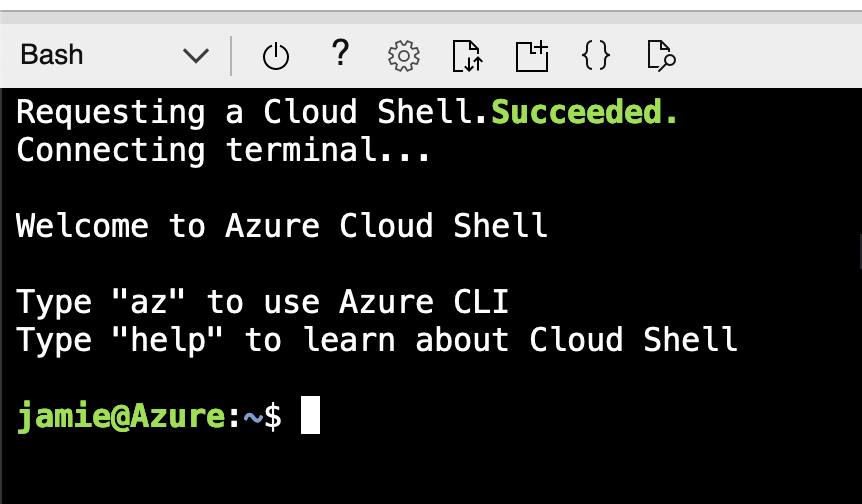 Bash
Requesting a Cloud Shell.Succeeded.
Connecting terminal...
Welcome to Azure Cloud Shell
Type "az" to use Azure CLI
Type "help" to learn about Cloud Shell
jamie@Azure:~$